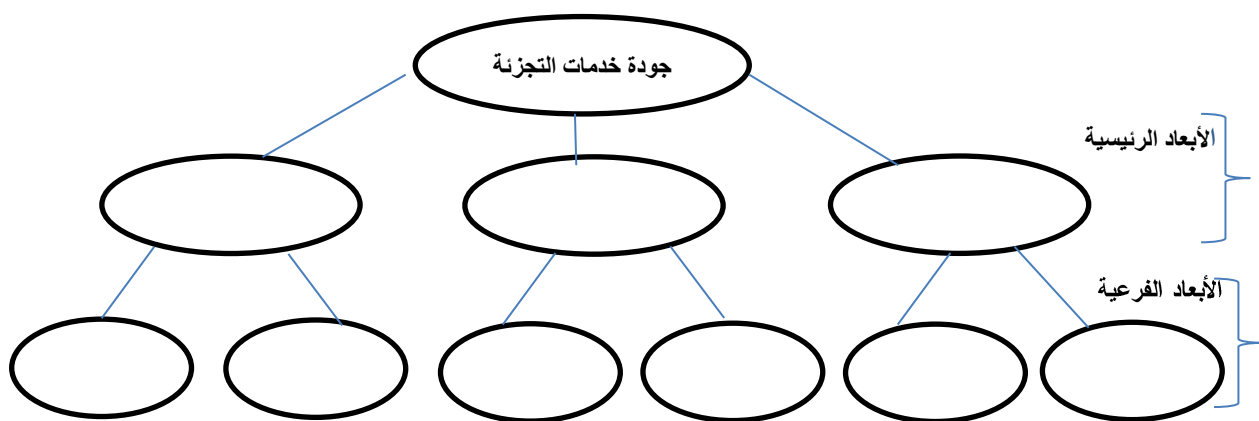 جودة خدمات التجزئة
الأبعاد الرئيسية
الأبعاد الفرعية